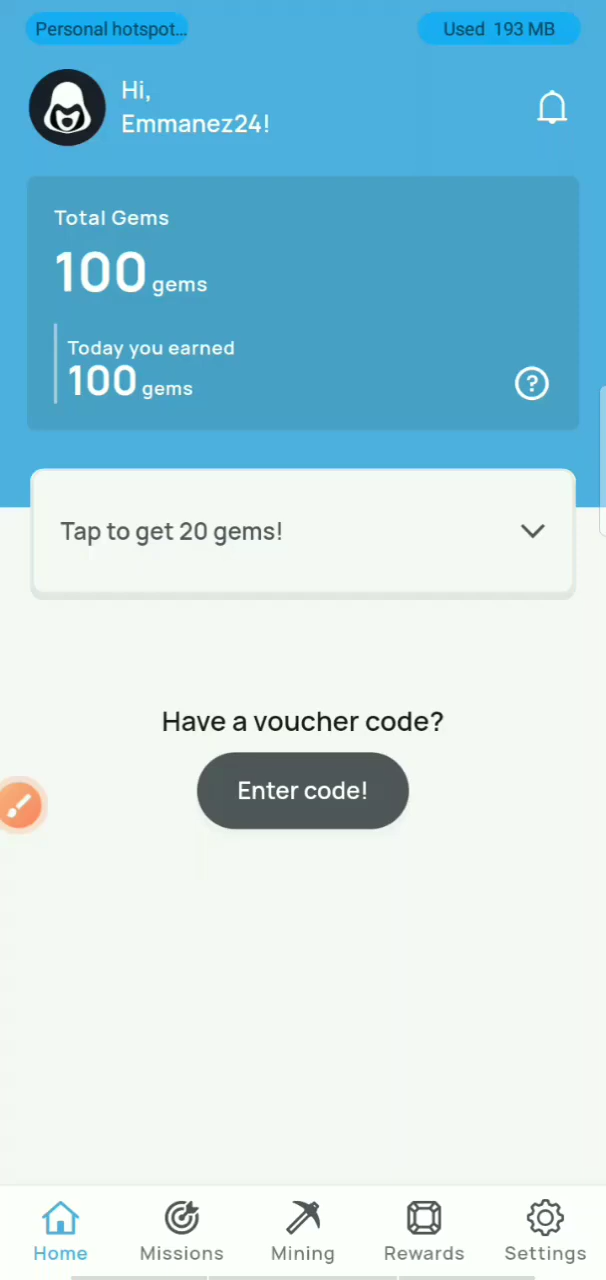 Personal hotspot...
Used 193 MB
Hi,
Emmanez24!
Total Gems
100 gems
Today you earned
100 gems
?
Tap to get 20 gems!
Have a voucher code?
Enter code!
Home
Missions
Mining
Rewards
Settings